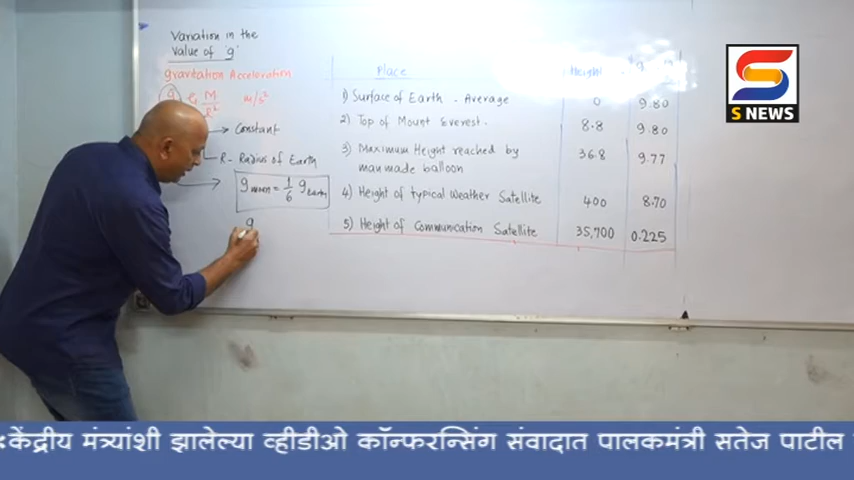 Variation in the
Value of 'g'
gravitation Acceleration
g G M/R² m/s²
Constant
R - Radius of Earth
g moon = 1/6 g Earth
g
Place Height g
1) Surface of Earth - Average 0 9.80
2) Top of Mount Everest. 8.8 9.80
3) Maximum Height reached by 36.8 9.77
manmade balloon
4) Height of typical Weather Satellite 400 8.70
5) Height of Communication Satellite 35,700 0.225
S NEWS
केंद्रीय मंत्र्यांशी झालेल्या व्हीडीओ कॉन्फरन्सिंग संवादात पालकमंत्री सतेज पाटील